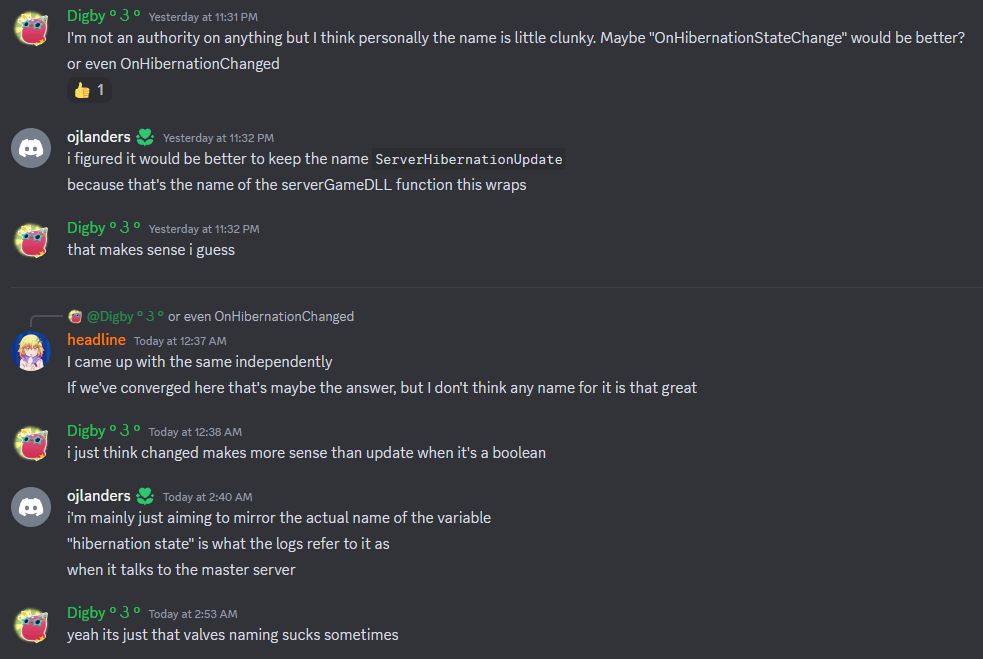 Digby º 3 º Yesterday at 11:31 PM
I'm not an authority on anything but I think personally the name is little clunky. Maybe "OnHibernationStateChange" would be better?
or even OnHibernationChanged
👍 1
ojlanders Yesterday at 11:32 PM
i figured it would be better to keep the name ServerHibernationUpdate
because that's the name of the serverGameDLL function this wraps
Digby º 3 º Yesterday at 11:32 PM
that makes sense i guess
@Digby º 3 º or even OnHibernationChanged
headline Today at 12:37 AM
I came up with the same independently
If we've converged here that's maybe the answer, but I don't think any name for it is that great
Digby º 3 º Today at 12:38 AM
i just think changed makes more sense than update when it's a boolean
ojlanders Today at 2:40 AM
i'm mainly just aiming to mirror the actual name of the variable
"hibernation state" is what the logs refer to it as
when it talks to the master server
Digby º 3 º Today at 2:53 AM
yeah its just that valves naming sucks sometimes